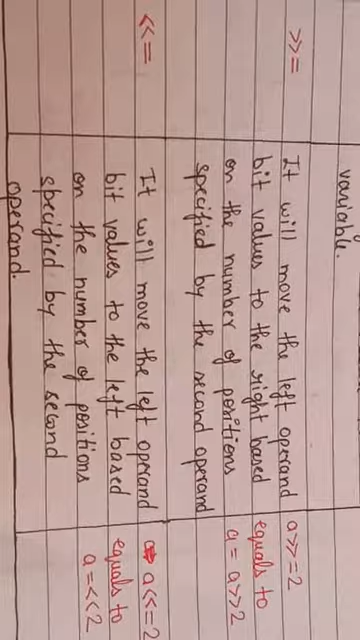 variable.
>>= It will move the left operand a>>=2
bit values to the right based equals to
on the number of positions a = a>>2
specified by the second operand
<<= It will move the left operand a<<=2
bit values to the left based equals to
on the number of positions a=<<2
specified by the second
operand.